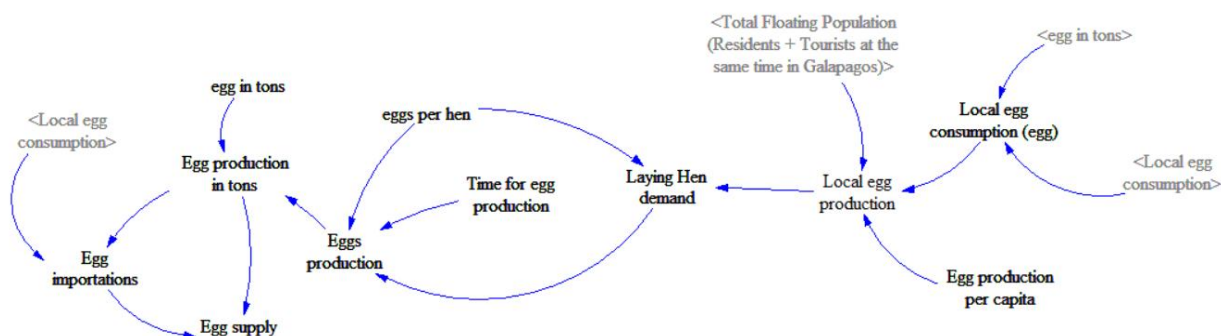 <Total Floating Population
(Residents + Tourists at the
same time in Galapagos)>
<egg in tons>
egg in tons
<Local egg
consumption>
eggs per hen
Local egg
consumption (egg)
Egg production
in tons
Time for egg
production
Laying Hen
demand
Local egg
production
<Local egg
consumption>
Eggs
production
Egg
importations
Egg production
per capita
Egg supply